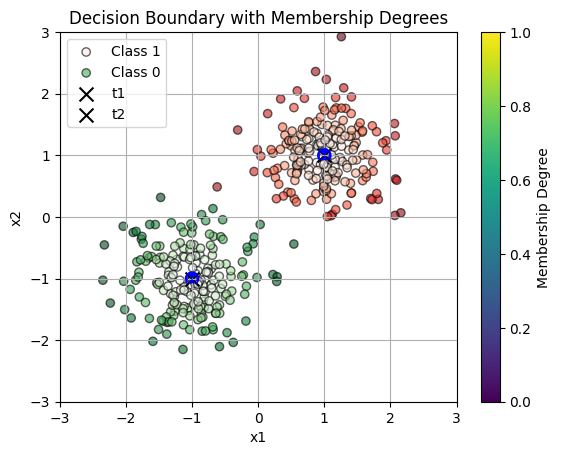 Decision Boundary with Membership Degrees
Class 1
Class 0
t1
t2
3
2
1
0
−1
−2
−3
x2
−3
−2
−1
0
1
2
3
x1
1.0
0.8
0.6
0.4
0.2
0.0
Membership Degree